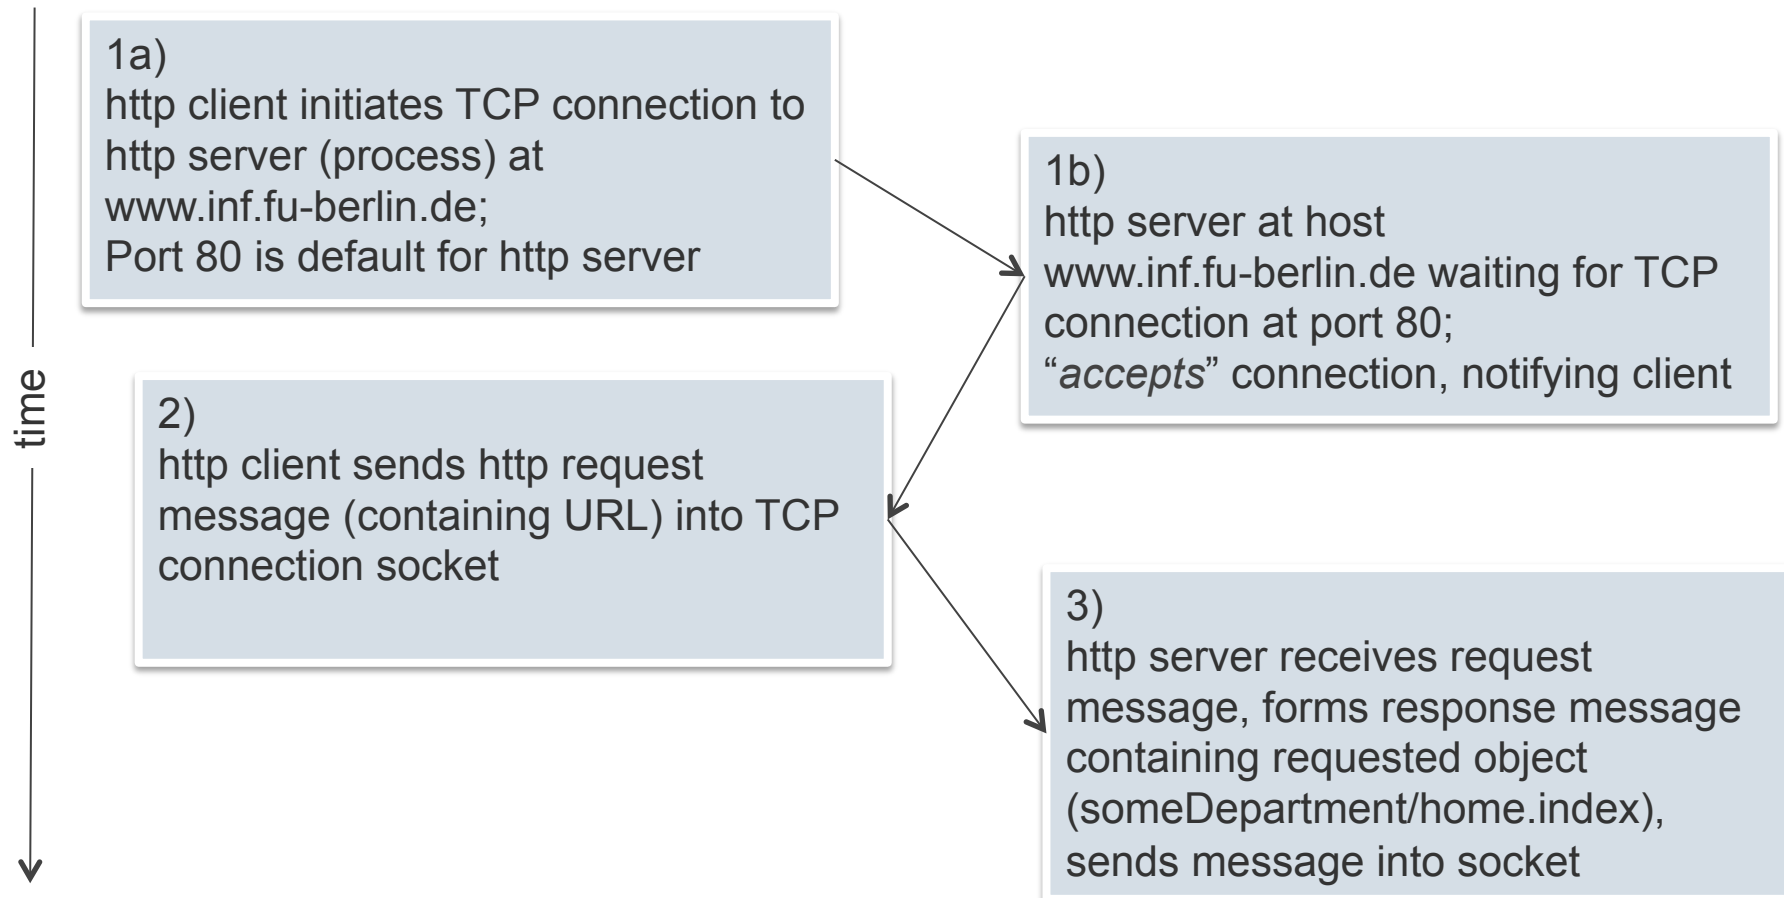 time
1a)
http client initiates TCP connection to
http server (process) at
www.inf.fu-berlin.de;
Port 80 is default for http server
1b)
http server at host
www.inf.fu-berlin.de waiting for TCP
connection at port 80;
“accepts” connection, notifying client
2)
http client sends http request
message (containing URL) into TCP
connection socket
3)
http server receives request
message, forms response message
containing requested object
(someDepartment/home.index),
sends message into socket